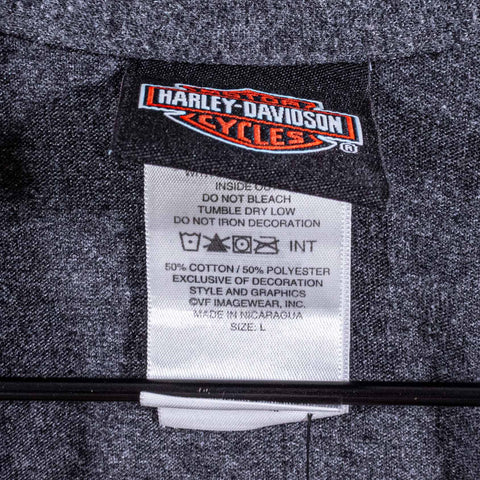 MOTOR
HARLEY-DAVIDSON
CYCLES
®
INSIDE OUT
DO NOT BLEACH
TUMBLE DRY LOW
DO NOT IRON DECORATION
INT
50% COTTON / 50% POLYESTER
EXCLUSIVE OF DECORATION
STYLE AND GRAPHICS
©VF IMAGEWEAR, INC.
MADE IN NICARAGUA
SIZE: L